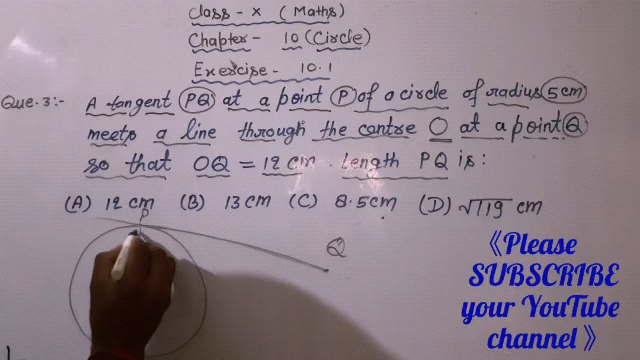 Class - X ( Maths)
Chapter - 10 (Circle)
Exercise - 10.1
Que. 3:- A tangent PQ at a point P of a circle of radius 5cm
meets a line through the centre O at a point Q
so that OQ = 12 cm. Length PQ is:
(A) 12 cm (B) 13 cm (C) 8.5cm (D) √119 cm
P
Q
《Please
SUBSCRIBE
your YouTube
channel 》